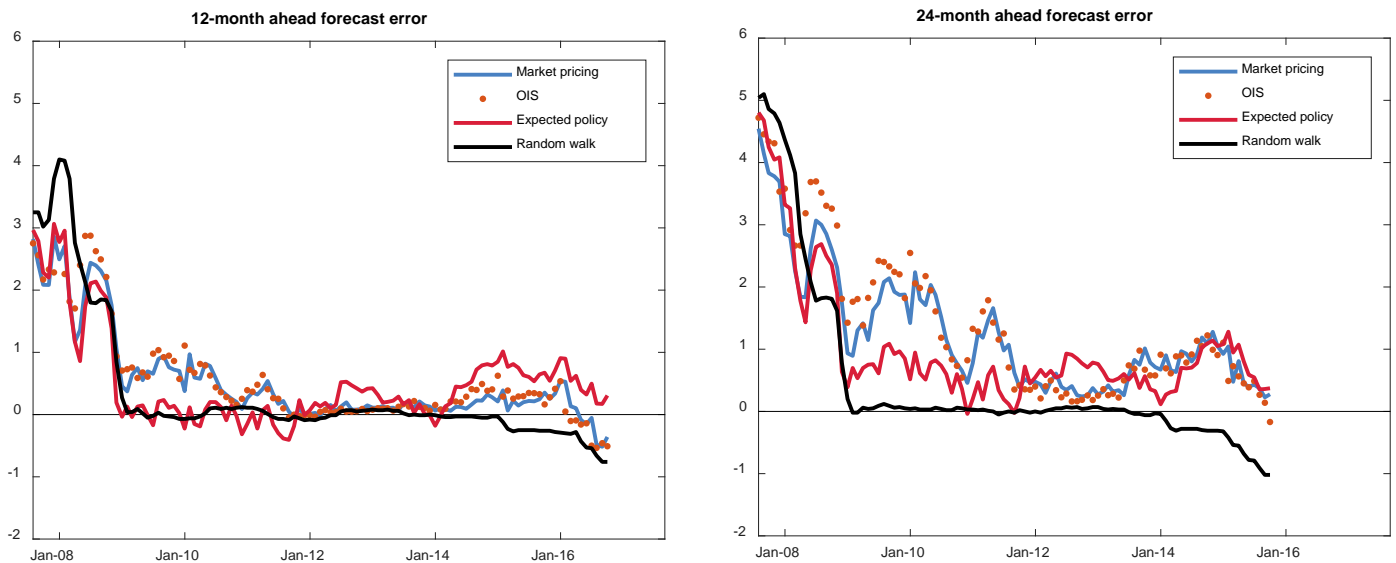 12-month ahead forecast error
6
5
4
3
2
1
0
-1
-2
Market pricing
OIS
Expected policy
Random walk
Jan-08
Jan-10
Jan-12
Jan-14
Jan-16
24-month ahead forecast error
6
5
4
3
2
1
0
-1
-2
Market pricing
OIS
Expected policy
Random walk
Jan-08
Jan-10
Jan-12
Jan-14
Jan-16